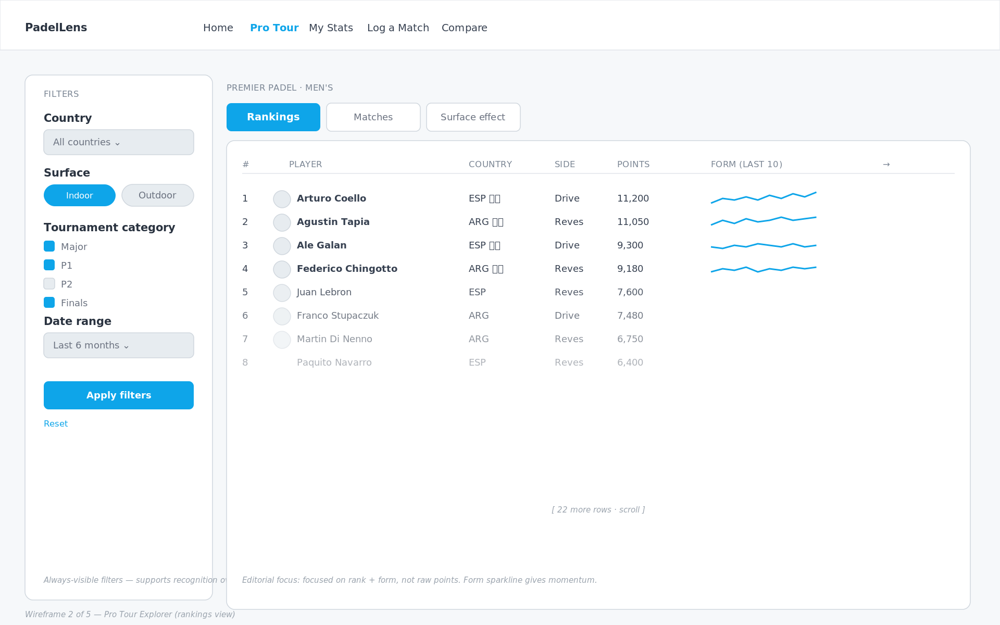 PadelLens Home Pro Tour My Stats Log a Match Compare
FILTERS
Country
All countries ⌄
Surface
Indoor Outdoor
Tournament category
Major
P1
P2
Finals
Date range
Last 6 months ⌄
Apply filters
Reset
Always-visible filters — supports recognition
PREMIER PADEL · MEN'S
Rankings Matches Surface effect
# PLAYER COUNTRY SIDE POINTS FORM (LAST 10) →
1 Arturo Coello ESP Drive 11,200
2 Agustin Tapia ARG Reves 11,050
3 Ale Galan ESP Drive 9,300
4 Federico Chingotto ARG Reves 9,180
5 Juan Lebron ESP Reves 7,600
6 Franco Stupaczuk ARG Drive 7,480
7 Martin Di Nenno ARG Reves 6,750
8 Paquito Navarro ESP Reves 6,400
[ 22 more rows · scroll ]
Editorial focus: focused on rank + form, not raw points. Form sparkline gives momentum.
Wireframe 2 of 5 — Pro Tour Explorer (rankings view)